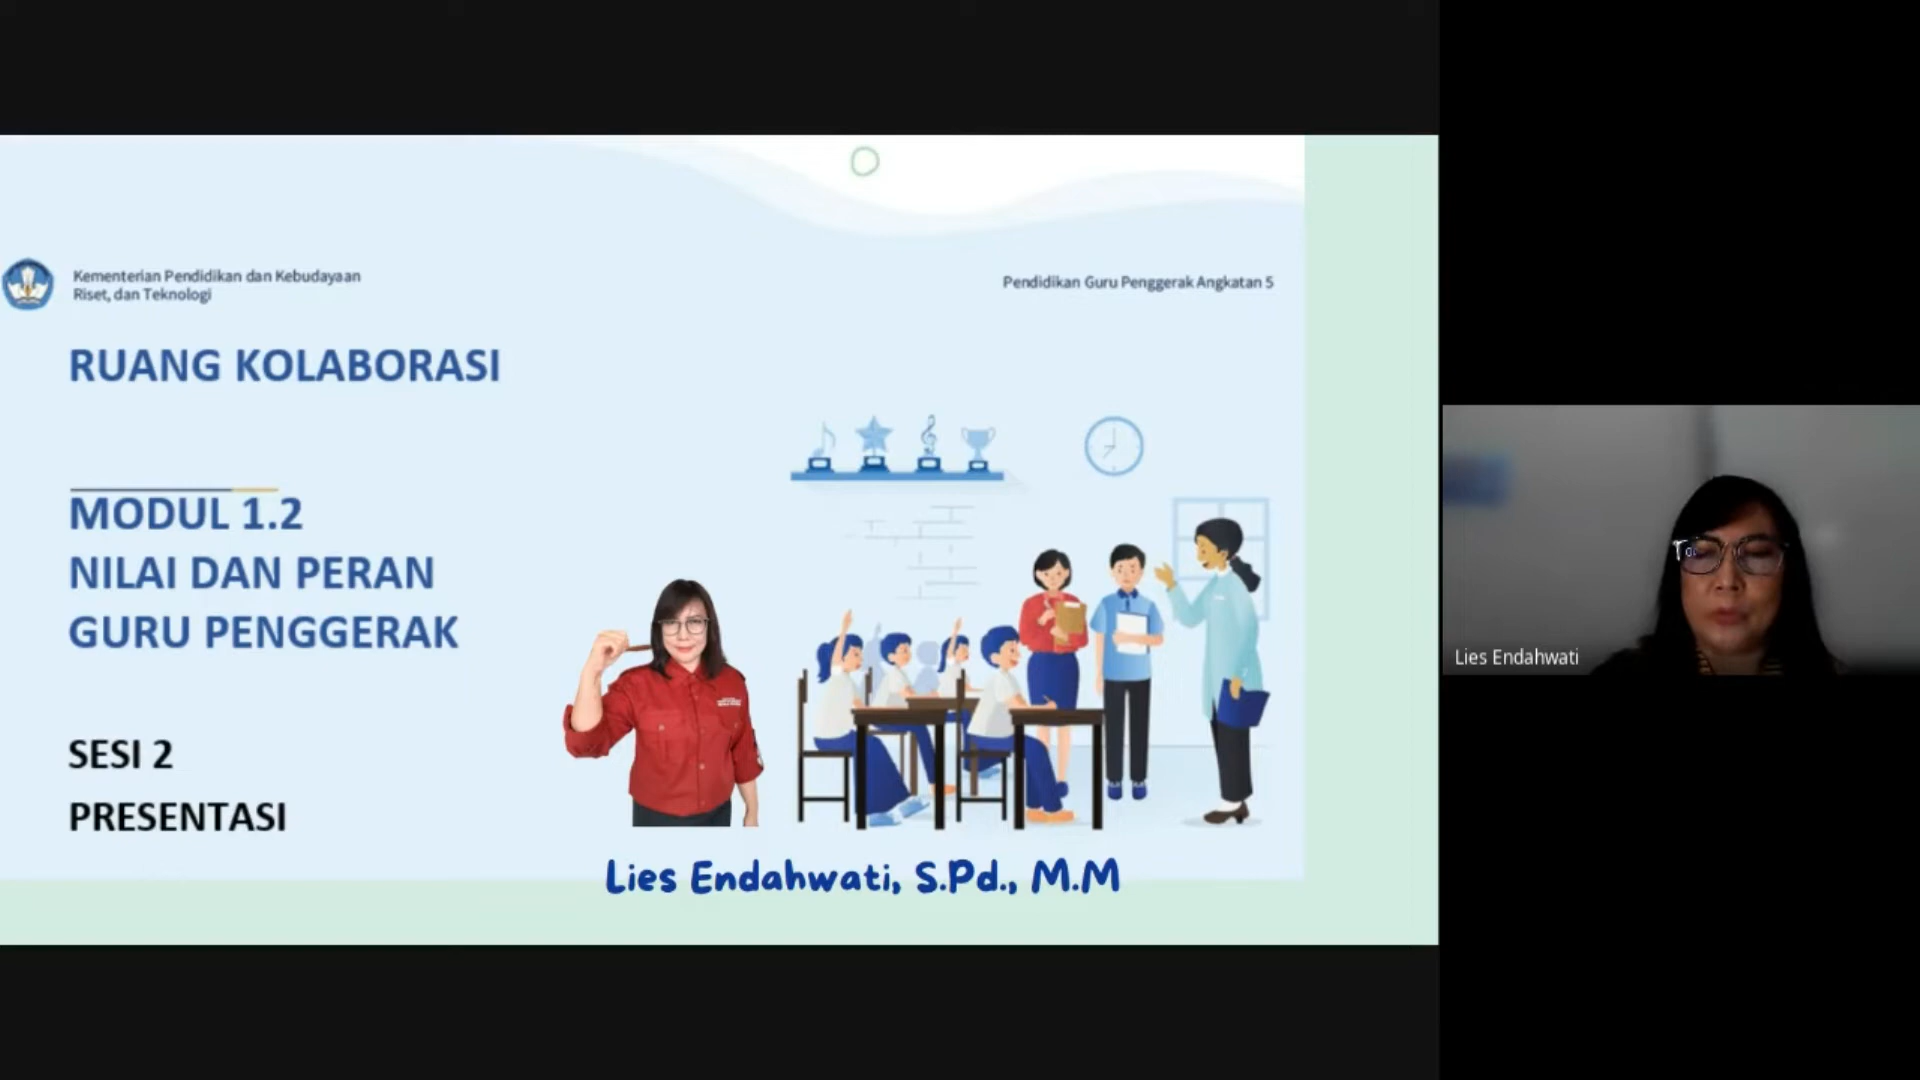 Kementerian Pendidikan dan Kebudayaan
Riset, dan Teknologi
Pendidikan Guru Penggerak Angkatan 5
RUANG KOLABORASI
MODUL 1.2
NILAI DAN PERAN
GURU PENGGERAK
SESI 2
PRESENTASI
Lies Endahwati, S.Pd., M.M
Lies Endahwati